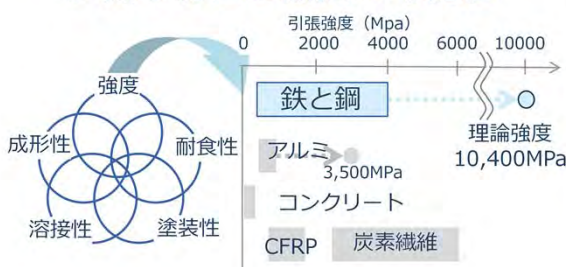 引張強度（Mpa）
0 2000 4000 6000 10000
強度
成形性
耐食性
溶接性
塗装性
鉄と鋼
理論強度
10,400MPa
アルミ
3,500MPa
コンクリート
CFRP
炭素繊維